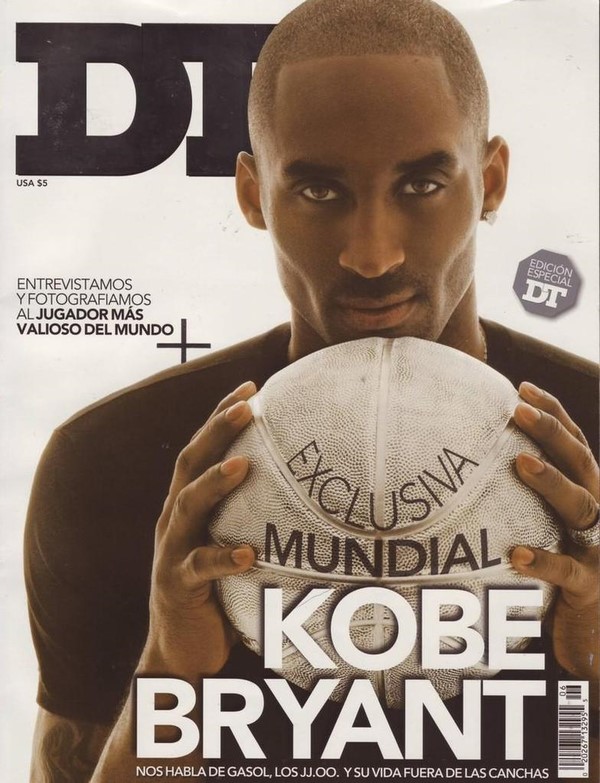 DT
USA $5
ENTREVISTAMOS
Y FOTOGRAFIAMOS
AL JUGADOR MÁS
VALIOSO DEL MUNDO
+
EDICIÓN
ESPECIAL
DT
EXCLUSIVA
MUNDIAL
KOBE
BRYANT
NOS HABLA DE GASOL, LOS JJ.OO. Y SU VIDA FUERA DE LAS CANCHAS
06